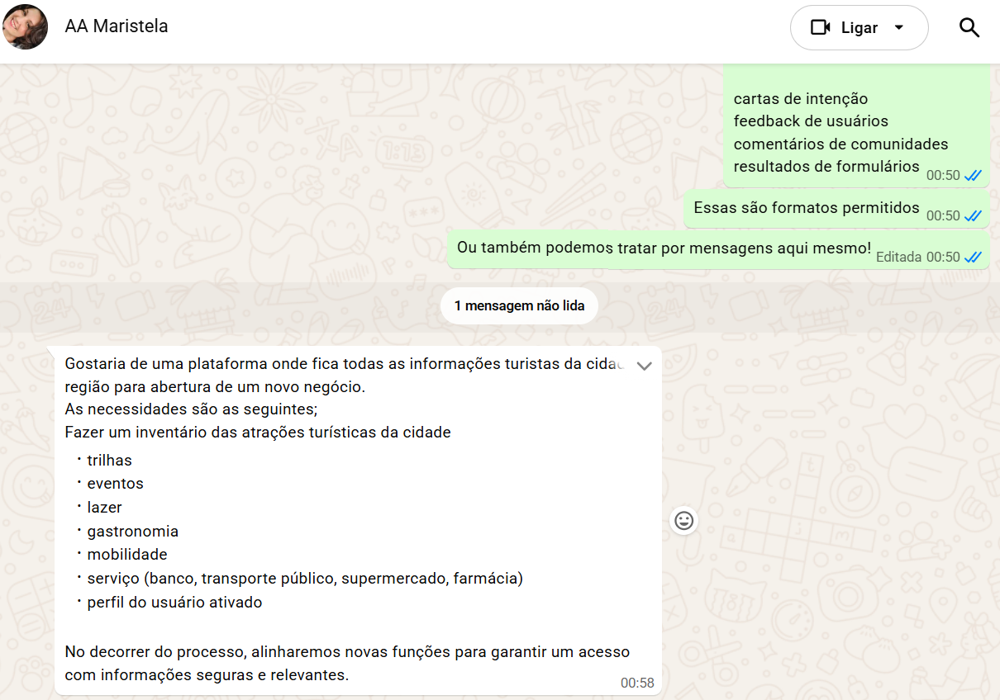 AA Maristela
Ligar
cartas de intenção
feedback de usuários
comentários de comunidades
resultados de formulários 00:50
Essas são formatos permitidos 00:50
Ou também podemos tratar por mensagens aqui mesmo! Editada 00:50
1 mensagem não lida
Gostaria de uma plataforma onde fica todas as informações turistas da
região para abertura de um novo negócio.
As necessidades são as seguintes;
Fazer um inventário das atrações turísticas da cidade
• trilhas
• eventos
• lazer
• gastronomia
• mobilidade
• serviço (banco, transporte público, supermercado, farmácia)
• perfil do usuário ativado
No decorrer do processo, alinharemos novas funções para garantir um acesso
com informações seguras e relevantes.
00:58